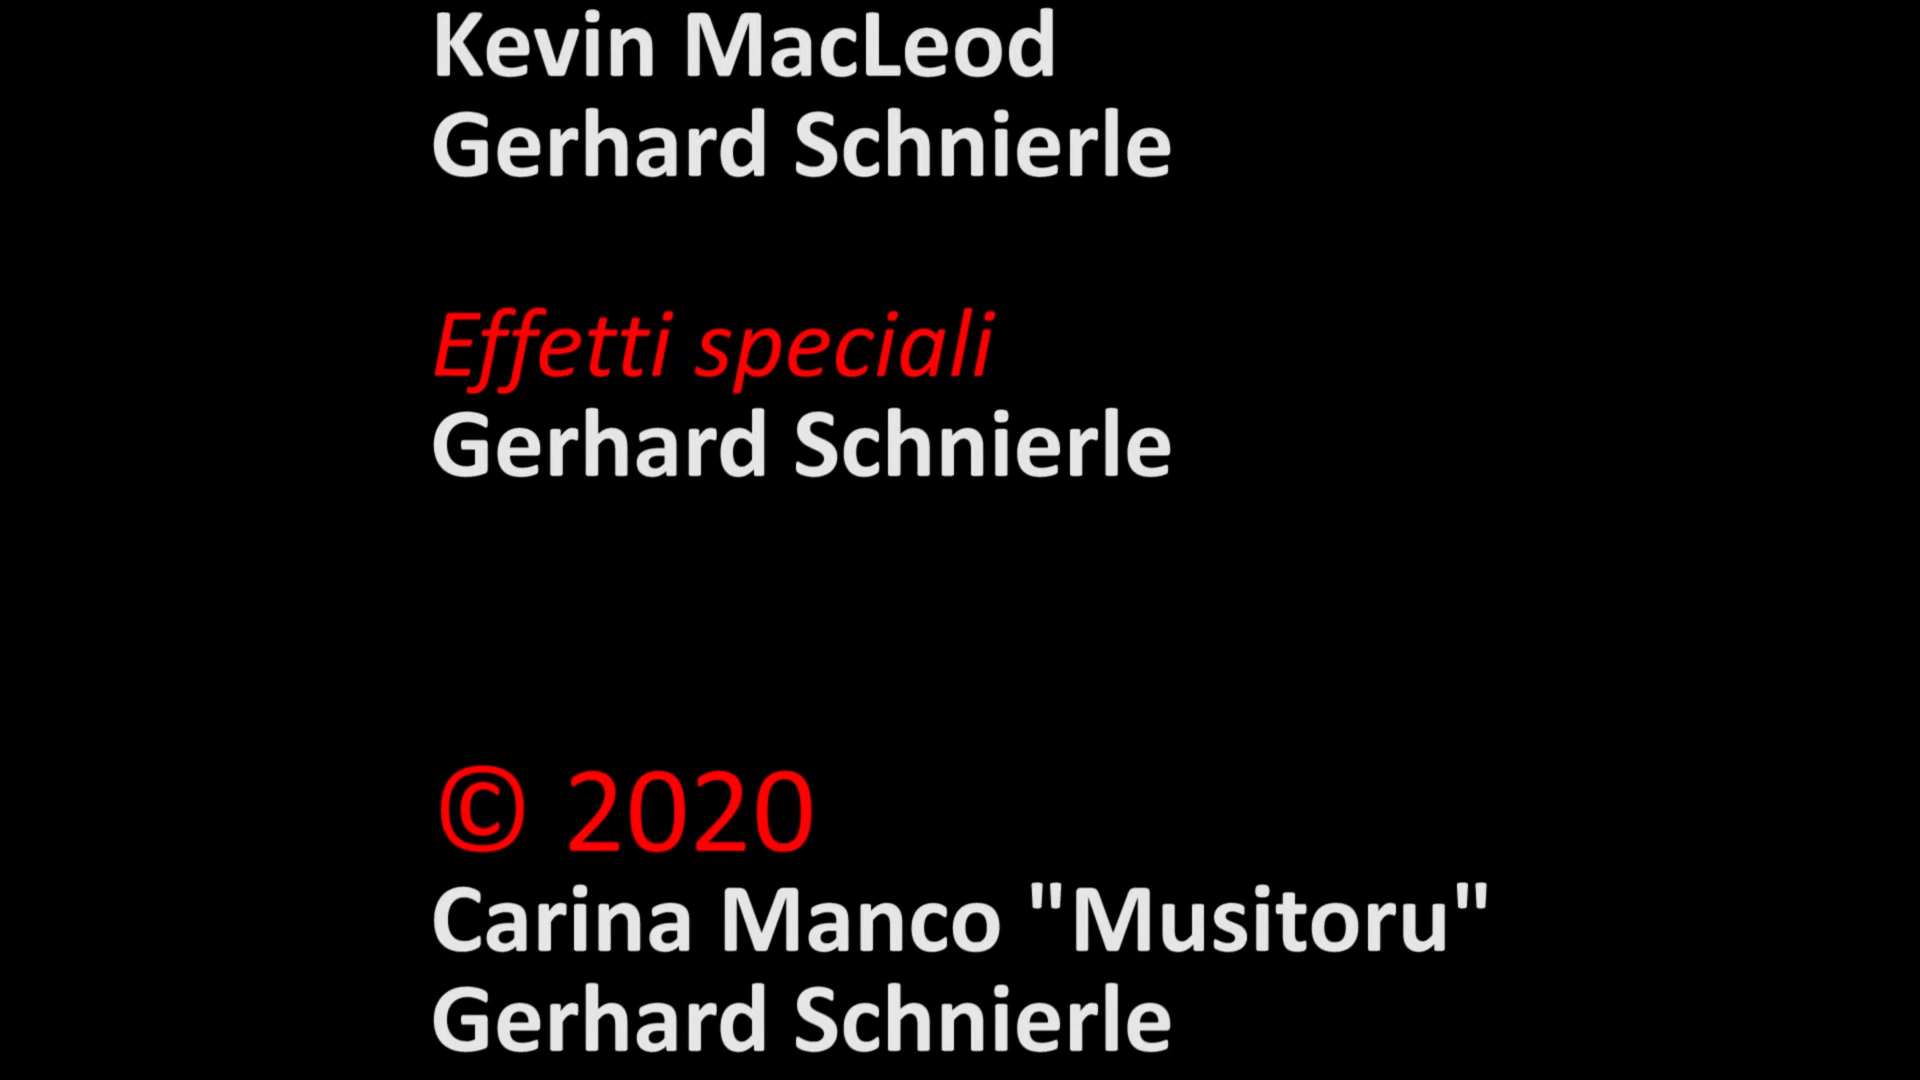 Kevin MacLeod
Gerhard Schnierle
Effetti speciali
Gerhard Schnierle
© 2020
Carina Manco "Musitoru"
Gerhard Schnierle